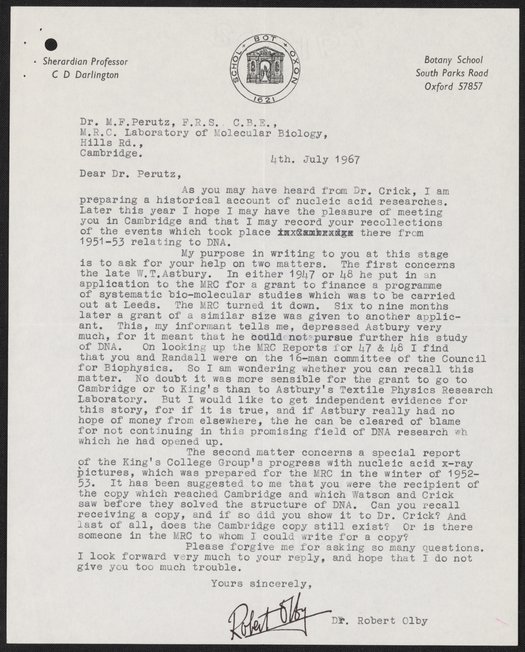 Sherardian Professor
C D Darlington
SCHOL · BOT · OXON
1621
Botany School
South Parks Road
Oxford 57857
Dr. M.F.Perutz, F.R.S. C.B.E.,
M.R.C. Laboratory of Molecular Biology,
Hills Rd.,
Cambridge.
4th. July 1967
Dear Dr. Perutz,
As you may have heard from Dr. Crick, I am
preparing a historical account of nucleic acid researches.
Later this year I hope I may have the pleasure of meeting
you in Cambridge and that I may record your recollections
of the events which took place there from
1951-53 relating to DNA.
My purpose in writing to you at this stage
is to ask for your help on two matters. The first concerns
the late W.T.Astbury. In either 1947 or 48 he put in an
application to the MRC for a grant to finance a programme
of systematic bio-molecular studies which was to be carried
out at Leeds. The MRC turned it down. Six to nine months
later a grant of a similar size was given to another applic-
ant. This, my informant tells me, depressed Astbury very
much, for it meant that he could not pursue further his study
of DNA. On looking up the MRC Reports for 47 & 48 I find
that you and Randall were on the 16-man committee of the Council
for Biophysics. So I am wondering whether you can recall this
matter. No doubt it was more sensible for the grant to go to
Cambridge or to King's than to Astbury's Textile Physics Research
Laboratory. But I would like to get independent evidence for
this story, for if it is true, and if Astbury really had no
hope of money from elsewhere, the he can be cleared of blame
for not continuing in this promising field of DNA research wh
which he had opened up.
The second matter concerns a special report
of the King's College Group's progress with nucleic acid x-ray
pictures, which was prepared for the MRC in the winter of 1952-
53. It has been suggested to me that you were the recipient of
the copy which reached Cambridge and which Watson and Crick
saw before they solved the structure of DNA. Can you recall
receiving a copy, and if so did you show it to Dr. Crick? And
last of all, does the Cambridge copy still exist? Or is there
someone in the MRC to whom I could write for a copy?
Please forgive me for asking so many questions.
I look forward very much to your reply, and hope that I do not
give you too much trouble.
Yours sincerely,
Robert Olby
Dr. Robert Olby